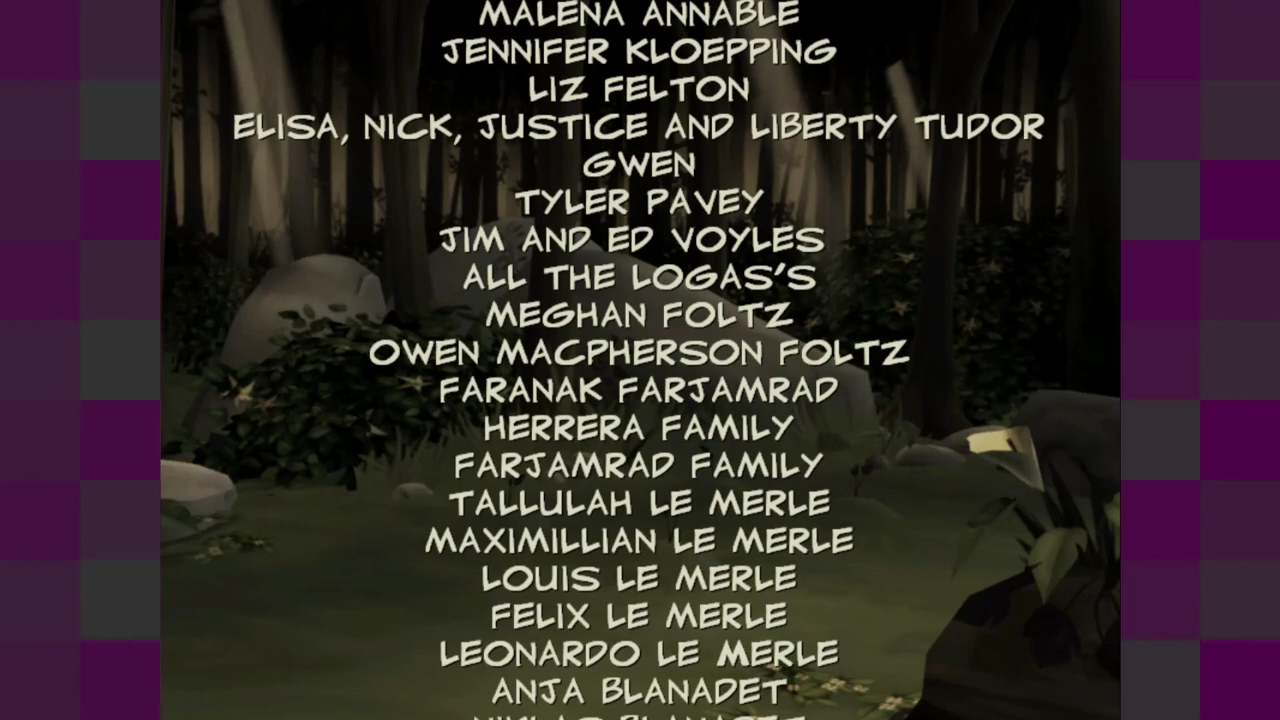 MALENA ANNABLE
JENNIFER KLOEPPING
LIZ FELTON
ELISA, NICK, JUSTICE AND LIBERTY TUDOR
GWEN
TYLER PAVEY
JIM AND ED VOYLES
ALL THE LOGAS'S
MEGHAN FOLTZ
OWEN MACPHERSON FOLTZ
FARANAK FARJAMRAD
HERRERA FAMILY
FARJAMRAD FAMILY
TALLULAH LE MERLE
MAXIMILLIAN LE MERLE
LOUIS LE MERLE
FELIX LE MERLE
LEONARDO LE MERLE
ANJA BLANADET